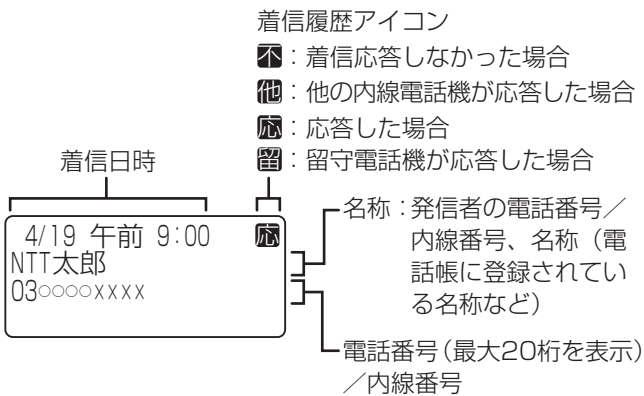 着信履歴アイコン
不：着信応答しなかった場合
他：他の内線電話機が応答した場合
応：応答した場合
留：留守電話機が応答した場合
着信日時
4/19 午前 9:00 応
NTT太郎
03○○○○XXXX
名称：発信者の電話番号／
内線番号、名称（電
話帳に登録されてい
る名称など）
電話番号（最大20桁を表示）
／内線番号